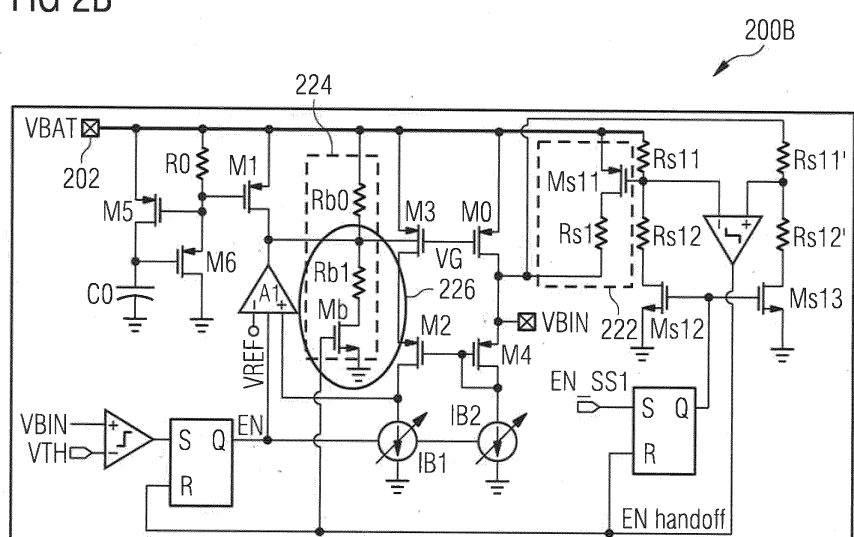 FIG 2B
200B
224
VBAT
202
R0
M1
M5
M6
C0
Rb0
Rb1
Mb
A1
VREF
M3
M0
VG
226
M2
M4
VBIN
Ms11
Rs1
222
Rs11
Rs12
Ms12
Rs11'
Rs12'
Ms13
VBIN
VTH
S Q
R
EN
IB1
IB2
EN_SS1
S Q
R
EN handoff